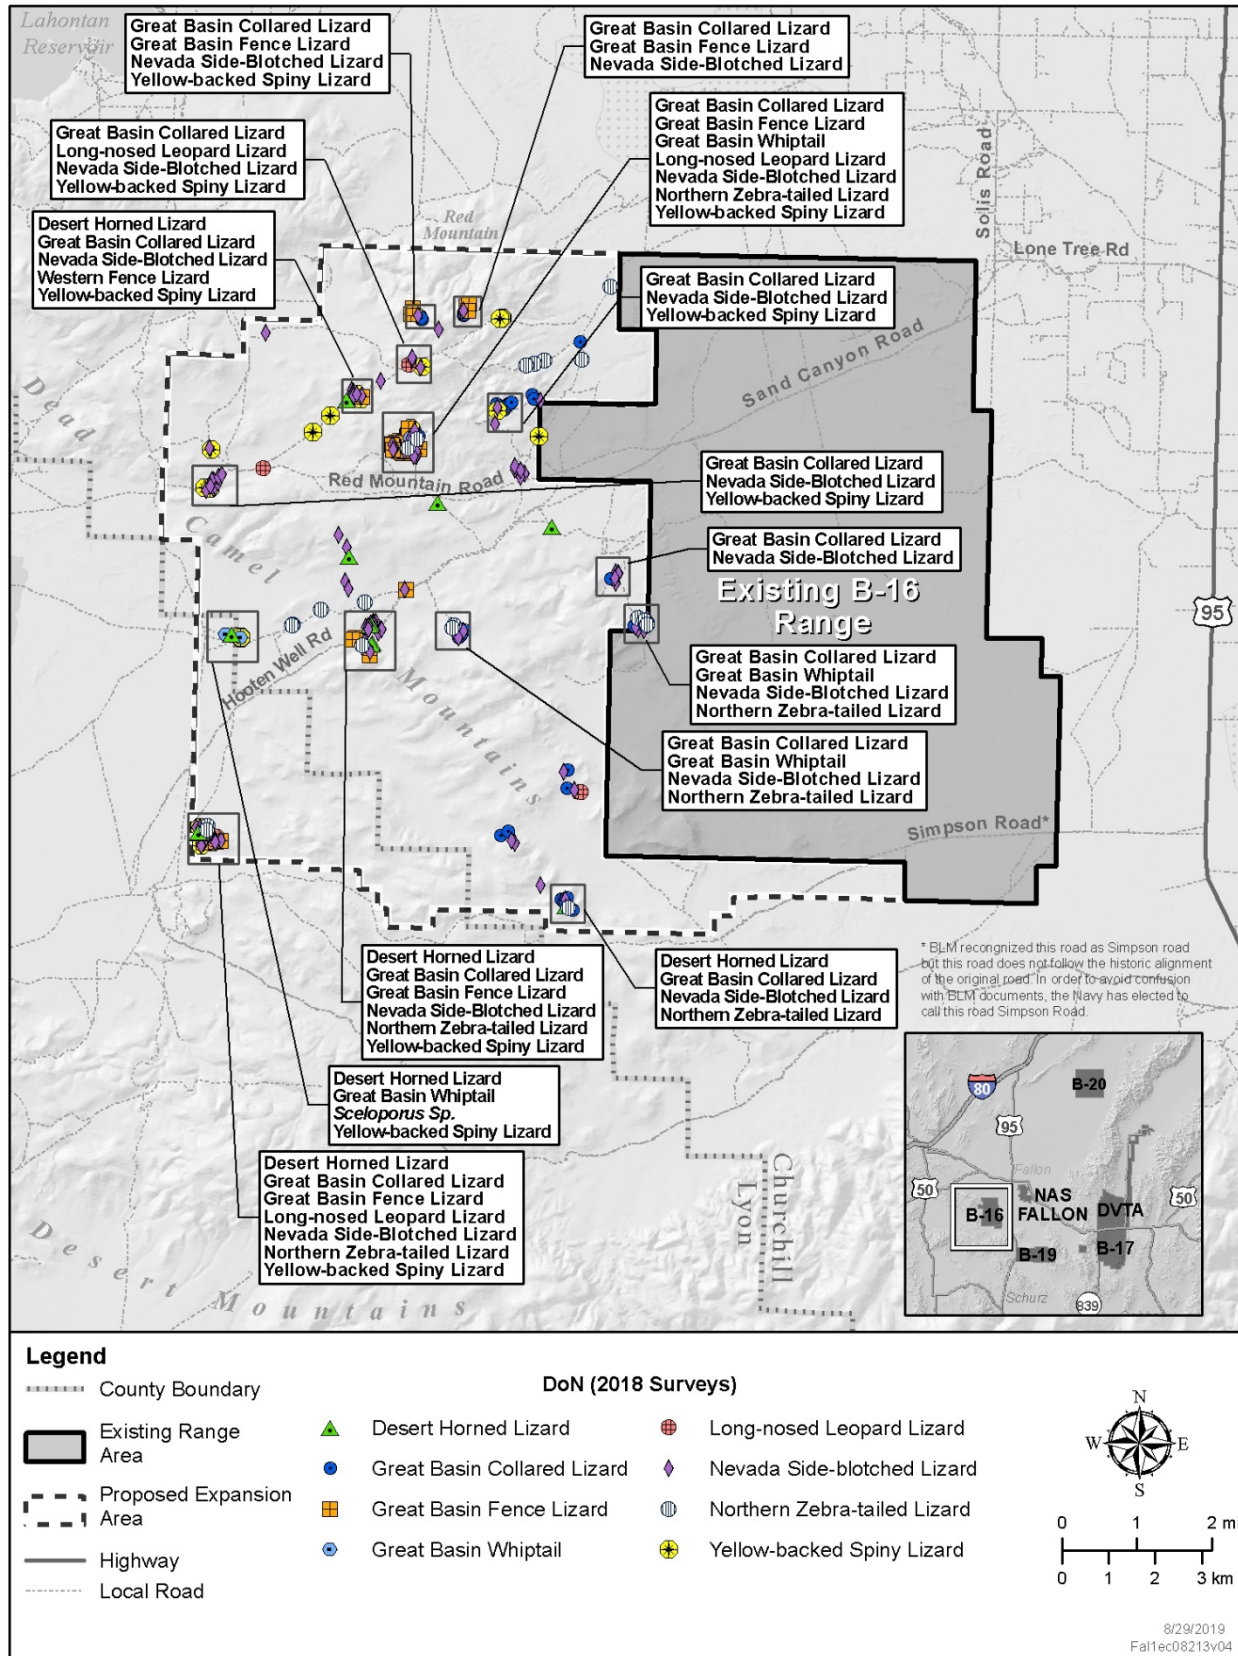 Lahontan
Reservoir
Great Basin Collared Lizard
Great Basin Fence Lizard
Nevada Side-Blotched Lizard
Yellow-backed Spiny Lizard
Great Basin Collared Lizard
Great Basin Fence Lizard
Nevada Side-Blotched Lizard
Great Basin Collared Lizard
Great Basin Fence Lizard
Great Basin Whiptail
Long-nosed Leopard Lizard
Nevada Side-Blotched Lizard
Northern Zebra-tailed Lizard
Yellow-backed Spiny Lizard
Great Basin Collared Lizard
Long-nosed Leopard Lizard
Nevada Side-Blotched Lizard
Yellow-backed Spiny Lizard
Desert Horned Lizard
Great Basin Collared Lizard
Nevada Side-Blotched Lizard
Western Fence Lizard
Yellow-backed Spiny Lizard
Red
Mountain
Solis Road
Lone Tree Rd
Great Basin Collared Lizard
Nevada Side-Blotched Lizard
Yellow-backed Spiny Lizard
Sand Canyon Road
Dead
Camel
Mountains
Red Mountain Road
Great Basin Collared Lizard
Nevada Side-Blotched Lizard
Yellow-backed Spiny Lizard
Great Basin Collared Lizard
Nevada Side-Blotched Lizard
Existing B-16
Range
95
Hooten Well Rd
Great Basin Collared Lizard
Great Basin Whiptail
Nevada Side-Blotched Lizard
Northern Zebra-tailed Lizard
Great Basin Collared Lizard
Great Basin Whiptail
Nevada Side-Blotched Lizard
Northern Zebra-tailed Lizard
Simpson Road*
Desert Horned Lizard
Great Basin Collared Lizard
Great Basin Fence Lizard
Nevada Side-Blotched Lizard
Northern Zebra-tailed Lizard
Yellow-backed Spiny Lizard
Desert Horned Lizard
Great Basin Collared Lizard
Nevada Side-Blotched Lizard
Northern Zebra-tailed Lizard
* BLM recongnized this road as Simpson road
but this road does not follow the historic alignment
of the original road. In order to avoid confusion
with BLM documents, the Navy has elected to
call this road Simpson Road.
Desert Horned Lizard
Great Basin Whiptail
Sceloporus Sp.
Yellow-backed Spiny Lizard
Desert Horned Lizard
Great Basin Collared Lizard
Great Basin Fence Lizard
Long-nosed Leopard Lizard
Nevada Side-Blotched Lizard
Northern Zebra-tailed Lizard
Yellow-backed Spiny Lizard
Churchill
Lyon
Desert Mountains
80
B-20
95
Fallon
50
NAS
FALLON
DVTA
50
B-16
B-19
B-17
Schurz
839
Legend
County Boundary
Existing Range
Area
Proposed Expansion
Area
Highway
Local Road
DoN (2018 Surveys)
Desert Horned Lizard
Great Basin Collared Lizard
Great Basin Fence Lizard
Great Basin Whiptail
Long-nosed Leopard Lizard
Nevada Side-blotched Lizard
Northern Zebra-tailed Lizard
Yellow-backed Spiny Lizard
N
W E
S
0 1 2 mi
0 1 2 3 km
8/29/2019
Fal1ec08213v04